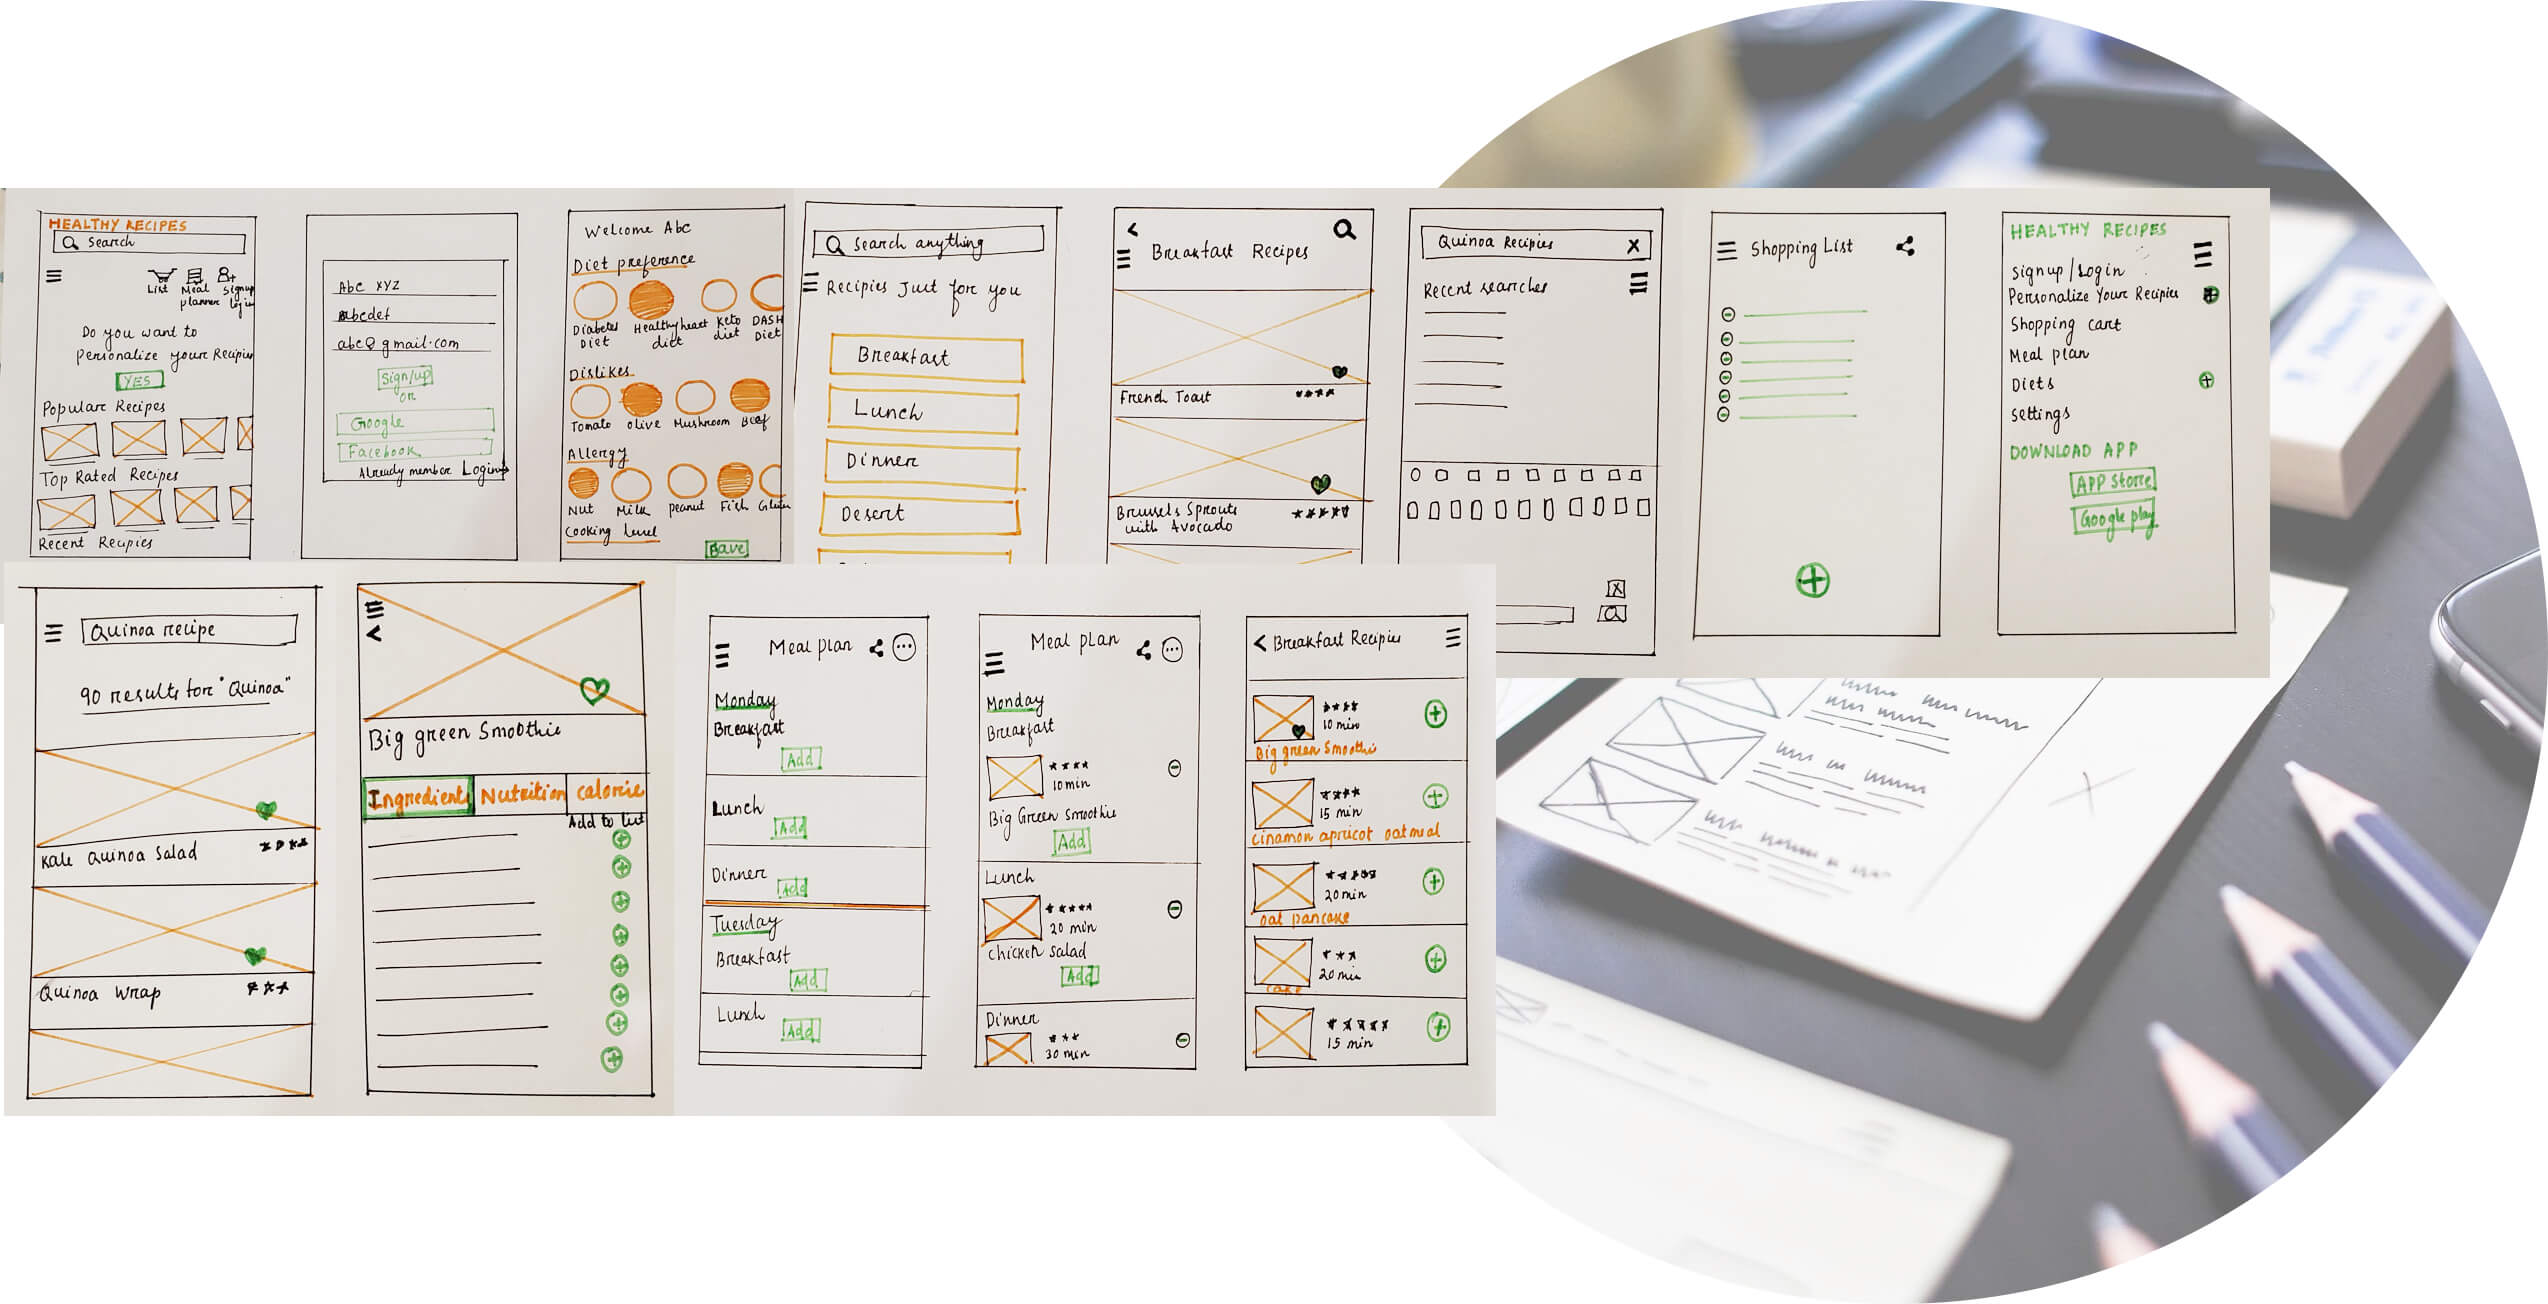 HEALTHY RECIPES
Search
List
Meal
planner
Signup
login
Do you want to
Personalize your Recipies
YES
Popular Recipes
Top Rated Recipes
Recent Recipies
Abc xyz
abcdef
abc@gmail.com
Sign/up
or
Google
Facebook
Already member Login
Welcome Abc
Diet preference
Diabetes
Diet
Healthy heart
diet
Keto
diet
DASH
Diet
Dislikes
Tomato olive Mushroom Beef
Allergy
Nut Milk peanut Fish
Cooking Level
Save
Search anything
Recipies Just for you
Breakfast
Lunch
Dinner
Desert
Breakfast Recipes
French Toast
Brussels Sprouts
with Avocado
Quinoa Recipies X
Recent searches
Shopping List
HEALTHY RECIPES
signup/Login
Personalize Your Recipies
Shopping cart
Meal plan
Diets
settings
DOWNLOAD APP
APP Store
Google play
Quinoa recipe
90 results for "Quinoa"
Kale Quinoa Salad
Quinoa Wrap
Big green Smoothie
Ingredients Nutrition calorie
Add to list
Meal plan
Monday
Breakfast
Add
Lunch
Add
Dinner
Add
Tuesday
Breakfast
Add
Lunch
Add
Meal plan
Monday
Breakfast
10min
Big Green Smoothie
Add
Lunch
20 min
chicken salad
Add
Dinner
30 min
< Breakfast Recipies
10 min
Big green Smoothie
15 min
cinamon apricot oatmeal
20min
oat pancake
20min
cake
15 min